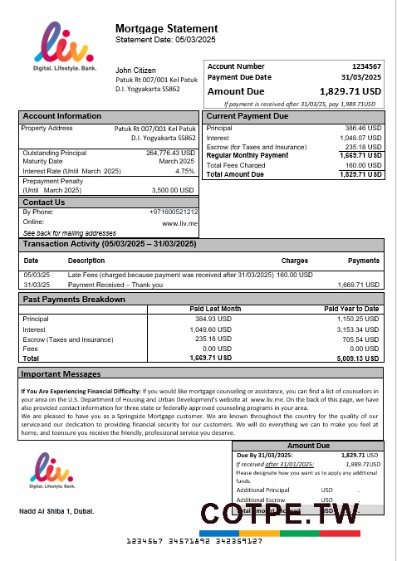 liv.
Digital. Lifestyle. Bank.
Mortgage Statement
Statement Date: 05/03/2025
John Citizen
Patuk Rt 007/001 Kel Patuk
D.I. Yogyakarta 55862
Account Number 1234567
Payment Due Date 31/03/2025
Amount Due 1,829.71 USD
If payment is received after 31/03/25, pay 1,989.71USD
Account Information
Property Address Patuk Rt 007/001 Kel Patuk
D.I. Yogyakarta 55862
Outstanding Principal 264,776.43 USD
Maturity Date March 2025
Interest Rate (Until March 2025) 4.75%
Prepayment Penalty
(Until March 2025) 3,500.00 USD
Contact Us
By Phone: +971600521212
Online: www.liv.me
See back for mailing addresses
Current Payment Due
Principal 386.46 USD
Interest 1,048.07 USD
Escrow (for Taxes and Insurance) 235.18 USD
Regular Monthly Payment 1,669.71 USD
Total Fees Charged 160.00 USD
Total Amount Due 1,829.71 USD
Transaction Activity (05/03/2025 – 31/03/2025)
Date Description Charges Payments
05/03/25 Late Fees (charged because payment was received after 31/03/2025) 160.00 USD
31/03/25 Payment Received – Thank you 1,669.71 USD
Past Payments Breakdown
Paid Last Month Paid Year to Date
Principal 384.93 USD 1,150.25 USD
Interest 1,049.60 USD 3,153.34 USD
Escrow (Taxes and Insurance) 235.18 USD 705.54 USD
Fees 0.00 USD 0.00 USD
Total 1,669.71 USD 5,009.13 USD
Important Messages
If You Are Experiencing Financial Difficulty: If you would like mortgage counseling or assistance, you can find a list of counselors in
your area on the U.S. Department of Housing and Urban Development's website at www.liv.me. On the back of this page, we have
also provided contact information for three state or federally-approved counseling programs in your area.
We are pleased to have you as a Springside Mortgage customer. We are known throughout the country for the quality of our
service and our dedication to providing financial security for our customers. We will do everything we can to make you feel at
home, and to ensure you receive the friendly, professional service you deserve.
liv.
Digital. Lifestyle. Bank.
Nadd Al Shiba 1, Dubai.
Amount Due
Due By 31/03/2025: 1,829.71 USD
If received after 31/03/2025: 1,989.71USD
Please designate how you want us to apply any additional
funds.
Additional Principal USD .
Additional Escrow USD .
COTPE.TW
1234567 34571892 342359127